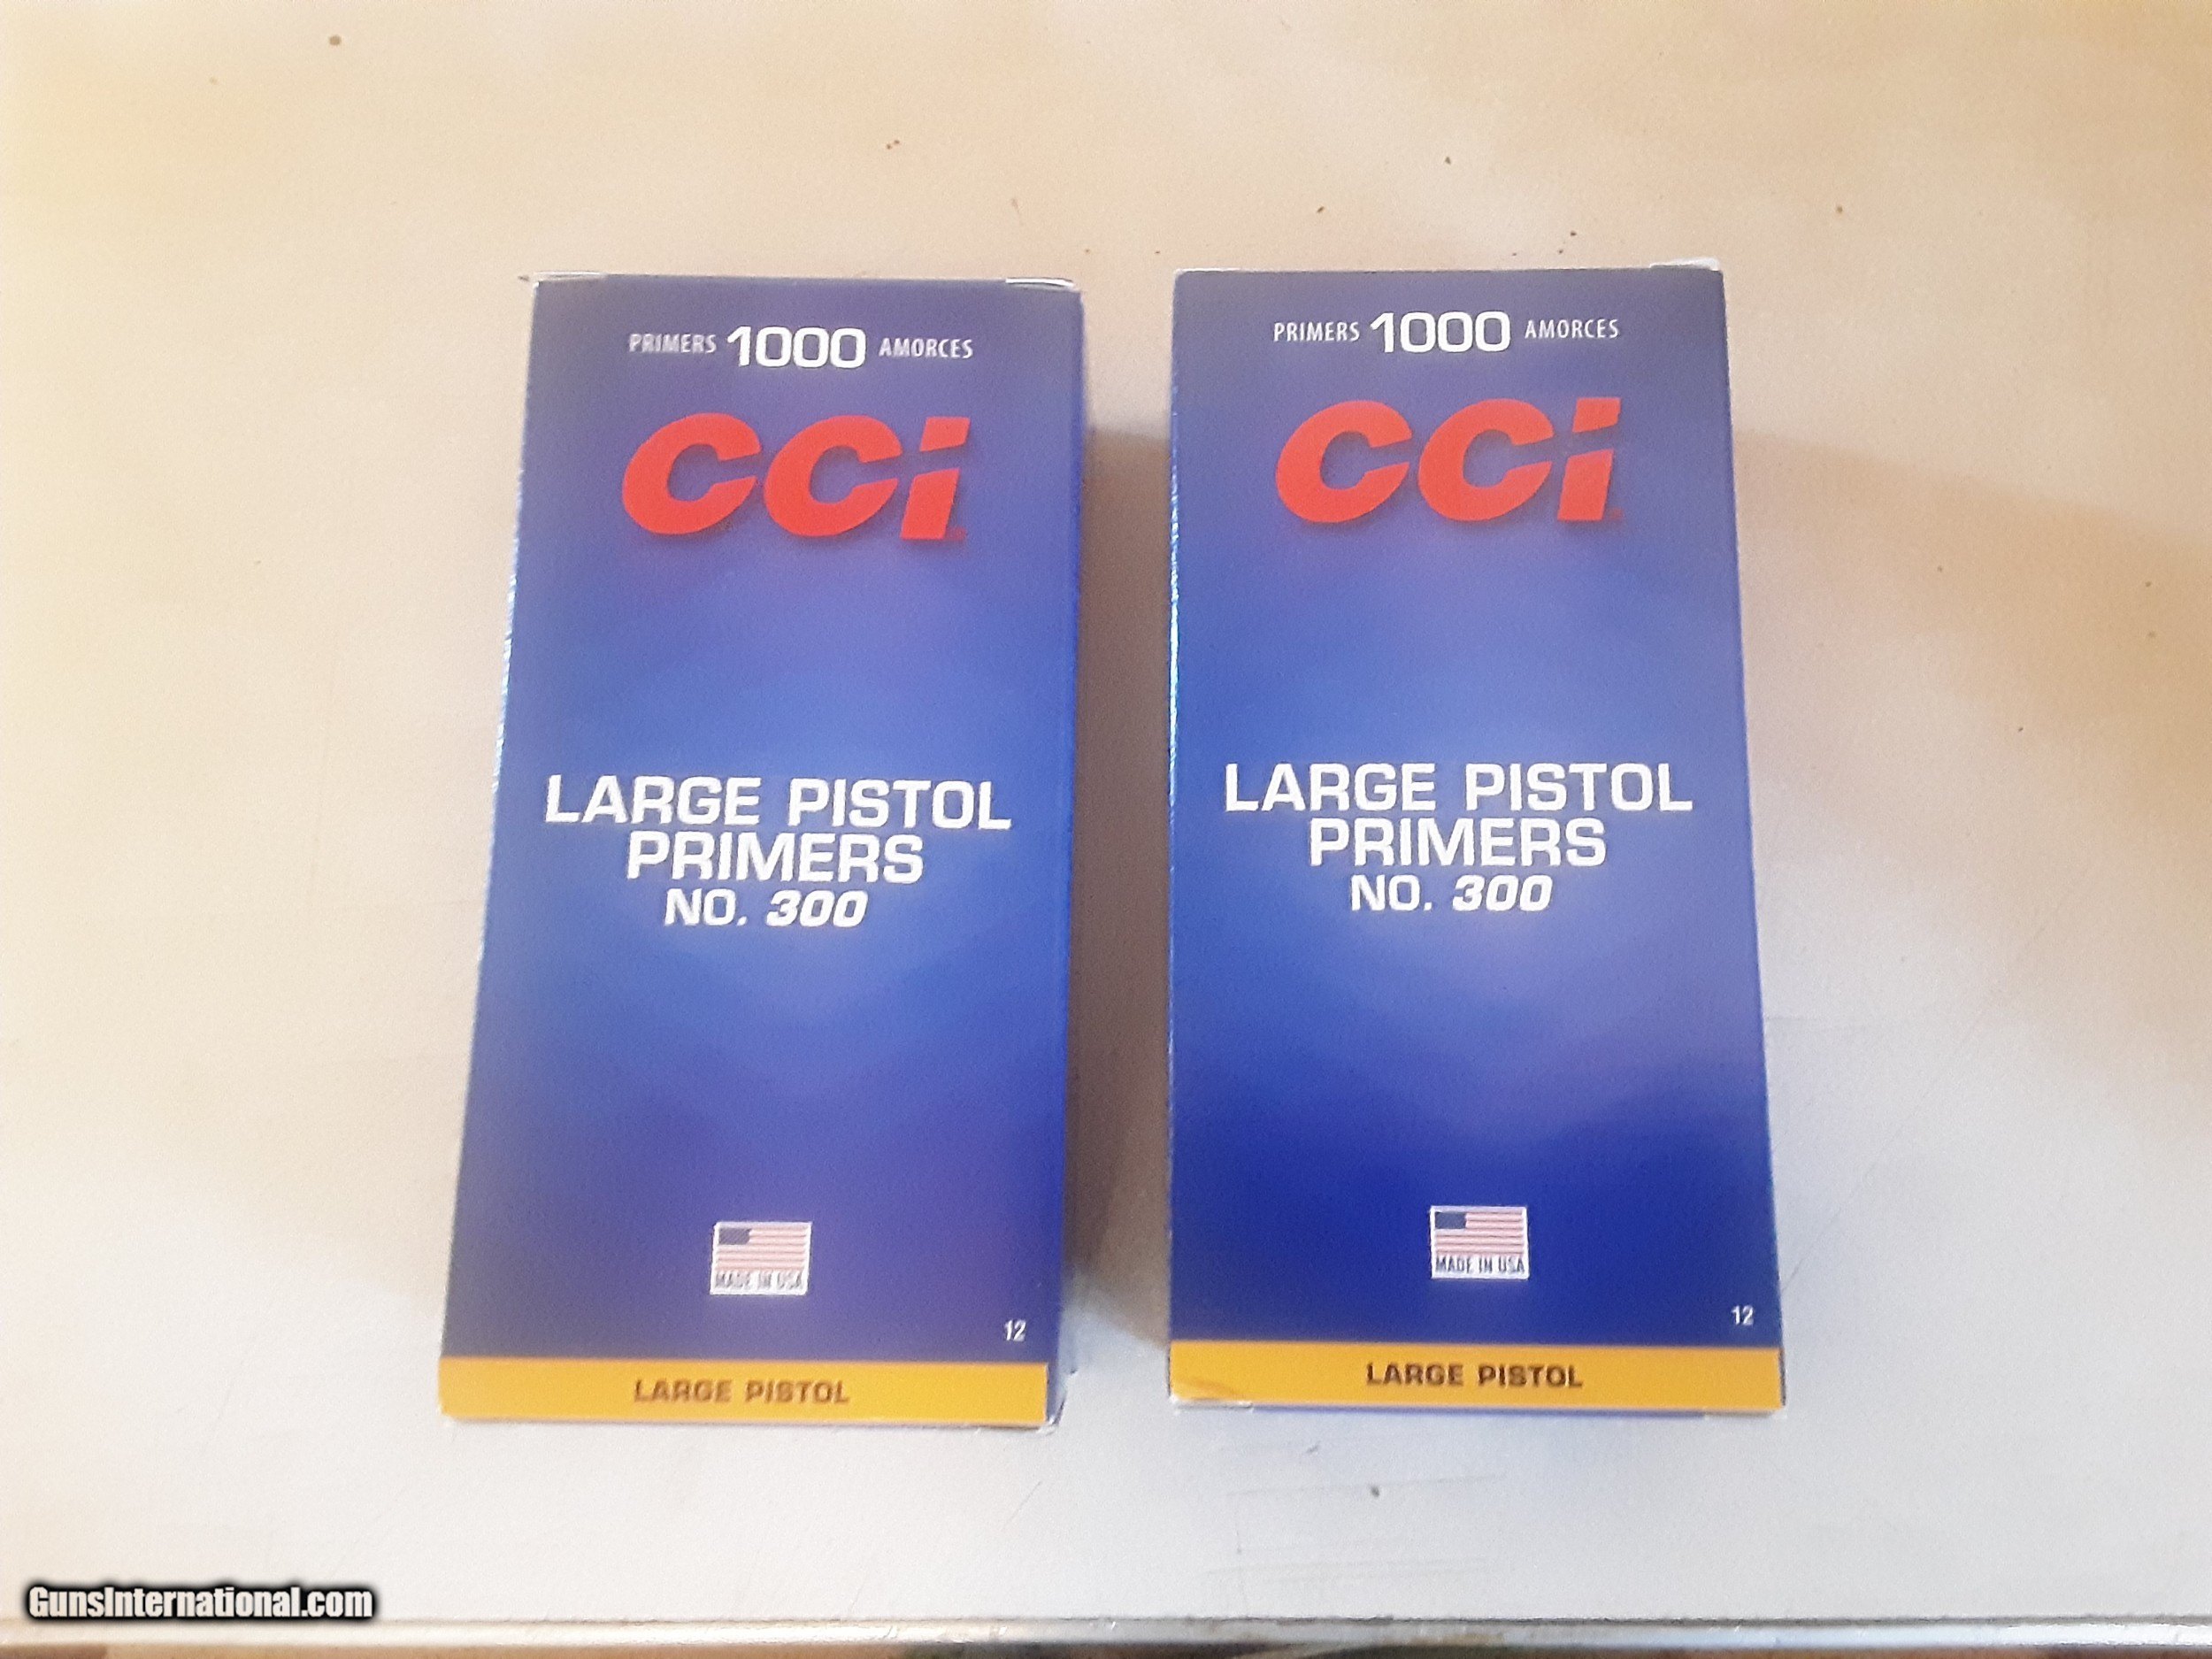 PRIMERS 1000 AMORCES
CCi
LARGE PISTOL
PRIMERS
NO. 300
MADE IN USA
12
LARGE PISTOL
PRIMERS 1000 AMORCES
CCi
LARGE PISTOL
PRIMERS
NO. 300
MADE IN USA
12
LARGE PISTOL
GunsInternational.com